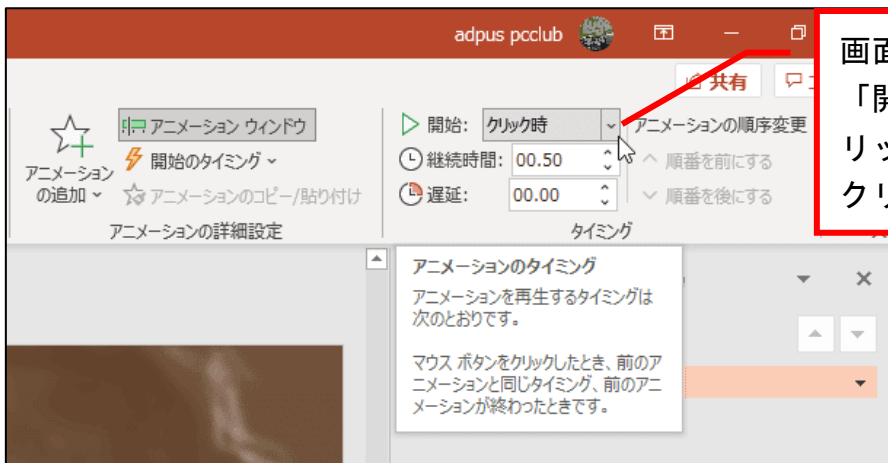 adpus pcclub
画面
「開
リッ
クリ
共有
アニメーション ウィンドウ
開始のタイミング
アニメーションのコピー/貼り付け
アニメーション
の追加
アニメーションの詳細設定
開始: クリック時
継続時間: 00.50
遅延: 00.00
アニメーションの順序変更
順番を前にする
順番を後にする
タイミング
アニメーションのタイミング
アニメーションを再生するタイミングは
次のとおりです。
マウス ボタンをクリックしたとき、前のア
ニメーションと同じタイミング、前のアニ
メーションが終わったときです。